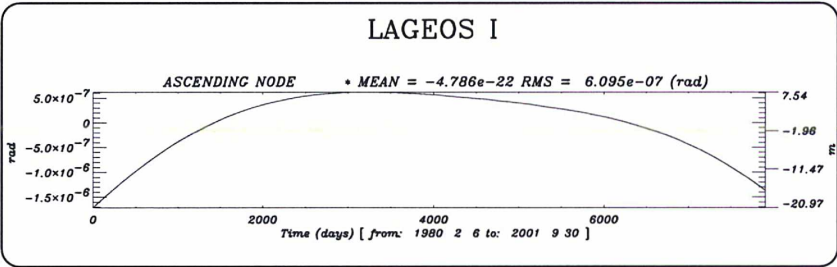 LAGEOS I
ASCENDING NODE * MEAN = -4.786e-22 RMS = 6.095e-07 (rad)
5.0×10⁻⁷
0
-5.0×10⁻⁷
-1.0×10⁻⁶
-1.5×10⁻⁶
rad
7.54
-1.96
-11.47
-20.97
m
0 2000 4000 6000
Time (days) [ from: 1980 2 6 to: 2001 9 30 ]